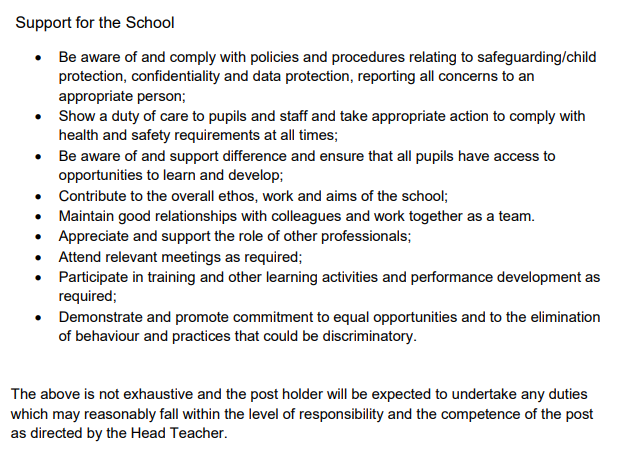 Support for the School
• Be aware of and comply with policies and procedures relating to safeguarding/child
protection, confidentiality and data protection, reporting all concerns to an
appropriate person;
• Show a duty of care to pupils and staff and take appropriate action to comply with
health and safety requirements at all times;
• Be aware of and support difference and ensure that all pupils have access to
opportunities to learn and develop;
• Contribute to the overall ethos, work and aims of the school;
• Maintain good relationships with colleagues and work together as a team.
• Appreciate and support the role of other professionals;
• Attend relevant meetings as required;
• Participate in training and other learning activities and performance development as
required;
• Demonstrate and promote commitment to equal opportunities and to the elimination
of behaviour and practices that could be discriminatory.
The above is not exhaustive and the post holder will be expected to undertake any duties
which may reasonably fall within the level of responsibility and the competence of the post
as directed by the Head Teacher.